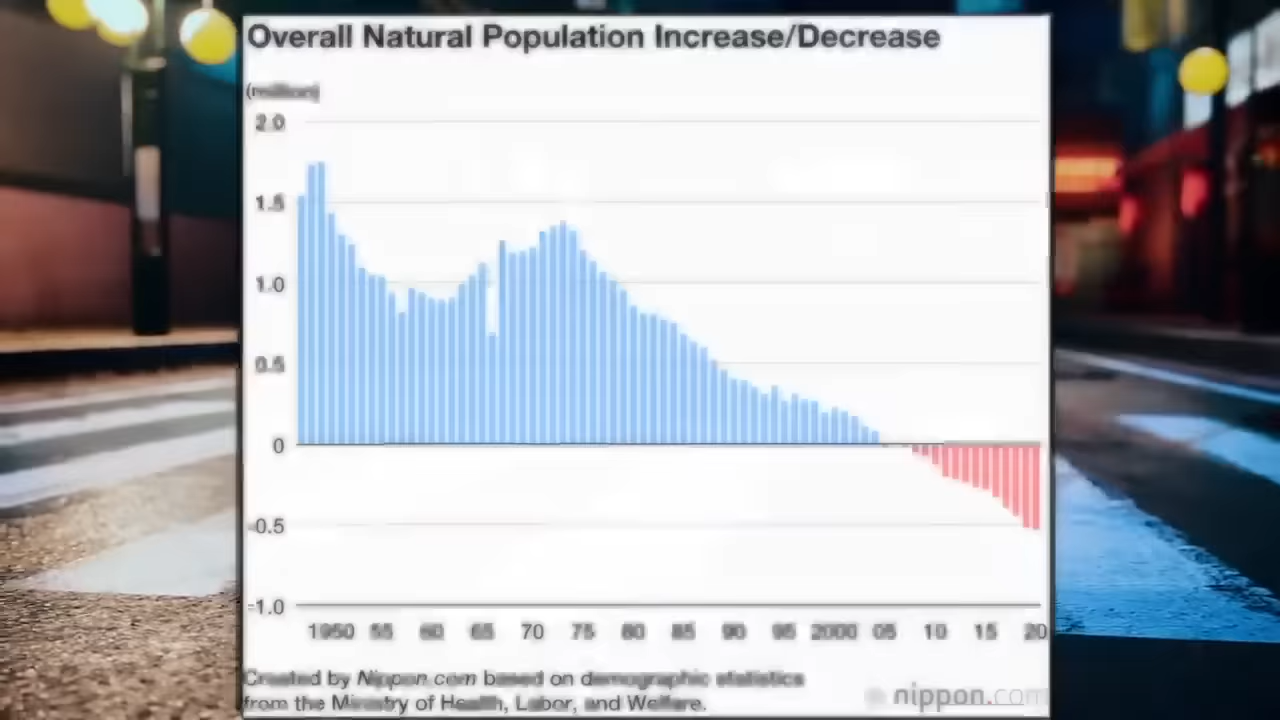 Overall Natural Population Increase/Decrease
(million)
2.0
1.5
1.0
0.5
0
-0.5
-1.0
1950 55 60 65 70 75 80 85 90 95 2000 05 10 15 20
Created by Nippon.com based on demographic statistics
from the Ministry of Health, Labor, and Welfare.
nippon.com